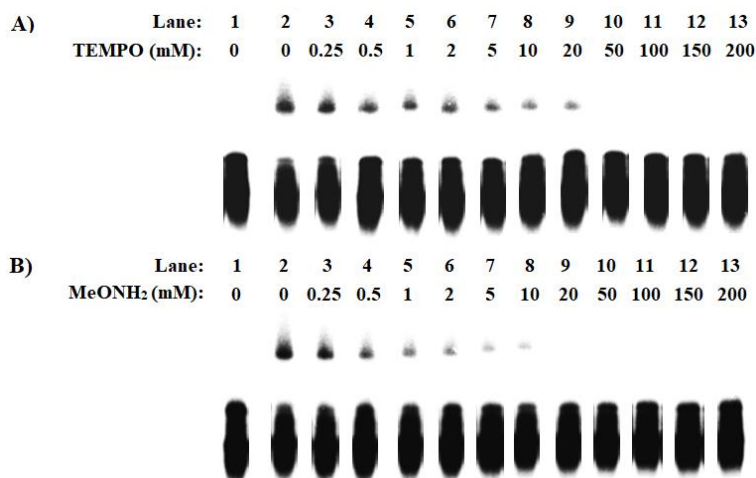 A) Lane: 1 2 3 4 5 6 7 8 9 10 11 12 13
TEMPO (mM): 0 0 0.25 0.5 1 2 5 10 20 50 100 150 200
B) Lane: 1 2 3 4 5 6 7 8 9 10 11 12 13
MeONH₂ (mM): 0 0 0.25 0.5 1 2 5 10 20 50 100 150 200